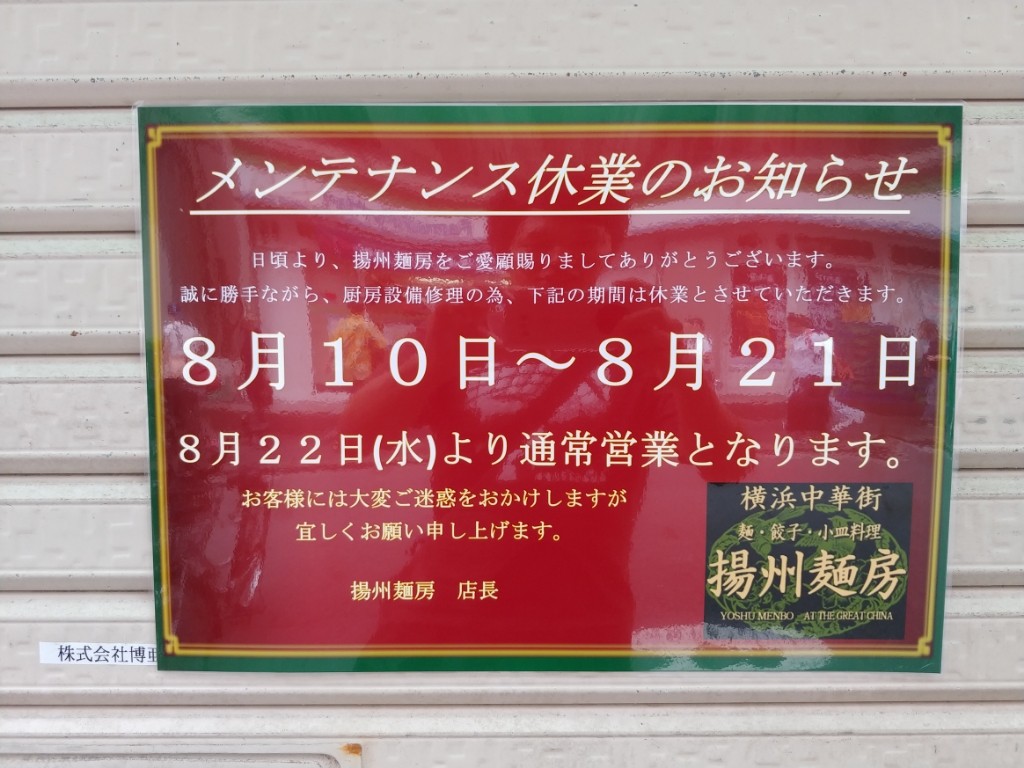 メンテナンス休業のお知らせ
日頃より、揚州麺房をご愛顧賜りましてありがとうございます。
誠に勝手ながら、厨房設備修理の為、下記の期間は休業とさせていただきます。
８月１０日～８月２１日
８月２２日(水)より通常営業となります。
お客様には大変ご迷惑をおかけしますが
宜しくお願い申し上げます。
揚州麺房　店長
横浜中華街
麺・餃子・小皿料理
揚州麺房
YOSHU MENBO AT THE GREAT CHINA
株式会社博